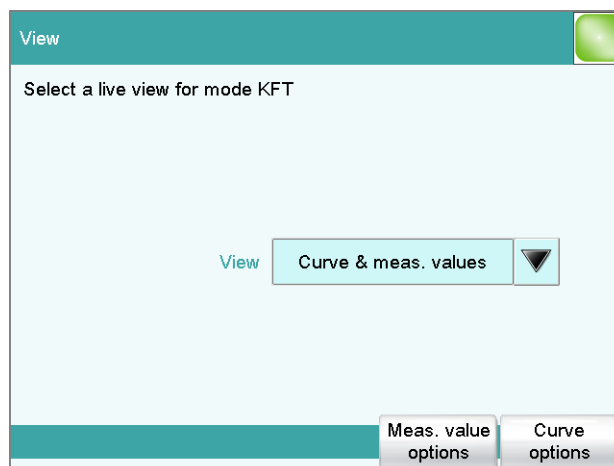 View
Select a live view for mode KFT
View Curve & meas. values
Meas. value options
Curve options